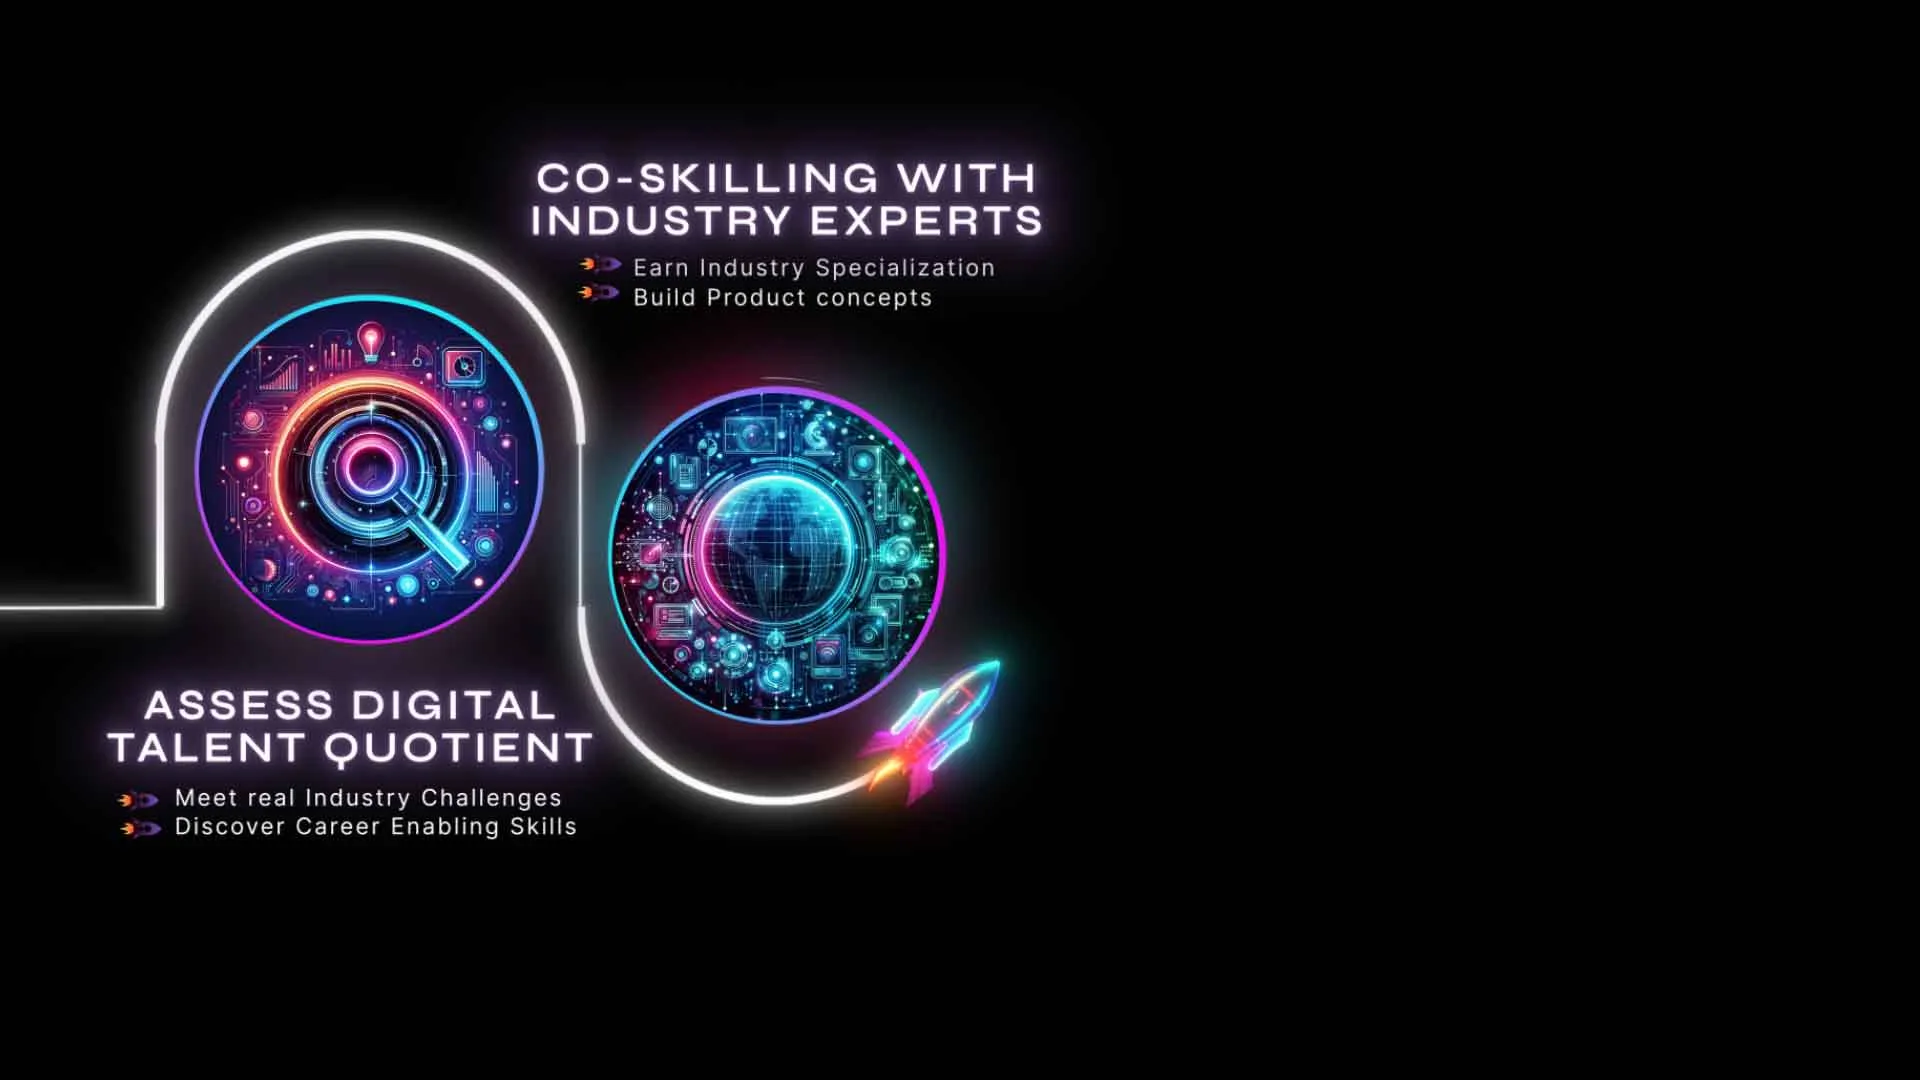 CO-SKILLING WITH
INDUSTRY EXPERTS
Earn Industry Specialization
Build Product concepts
ASSESS DIGITAL
TALENT QUOTIENT
Meet real Industry Challenges
Discover Career Enabling Skills